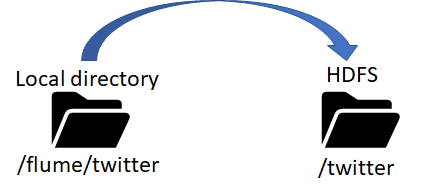 Local directory
HDFS
/flume/twitter
/twitter